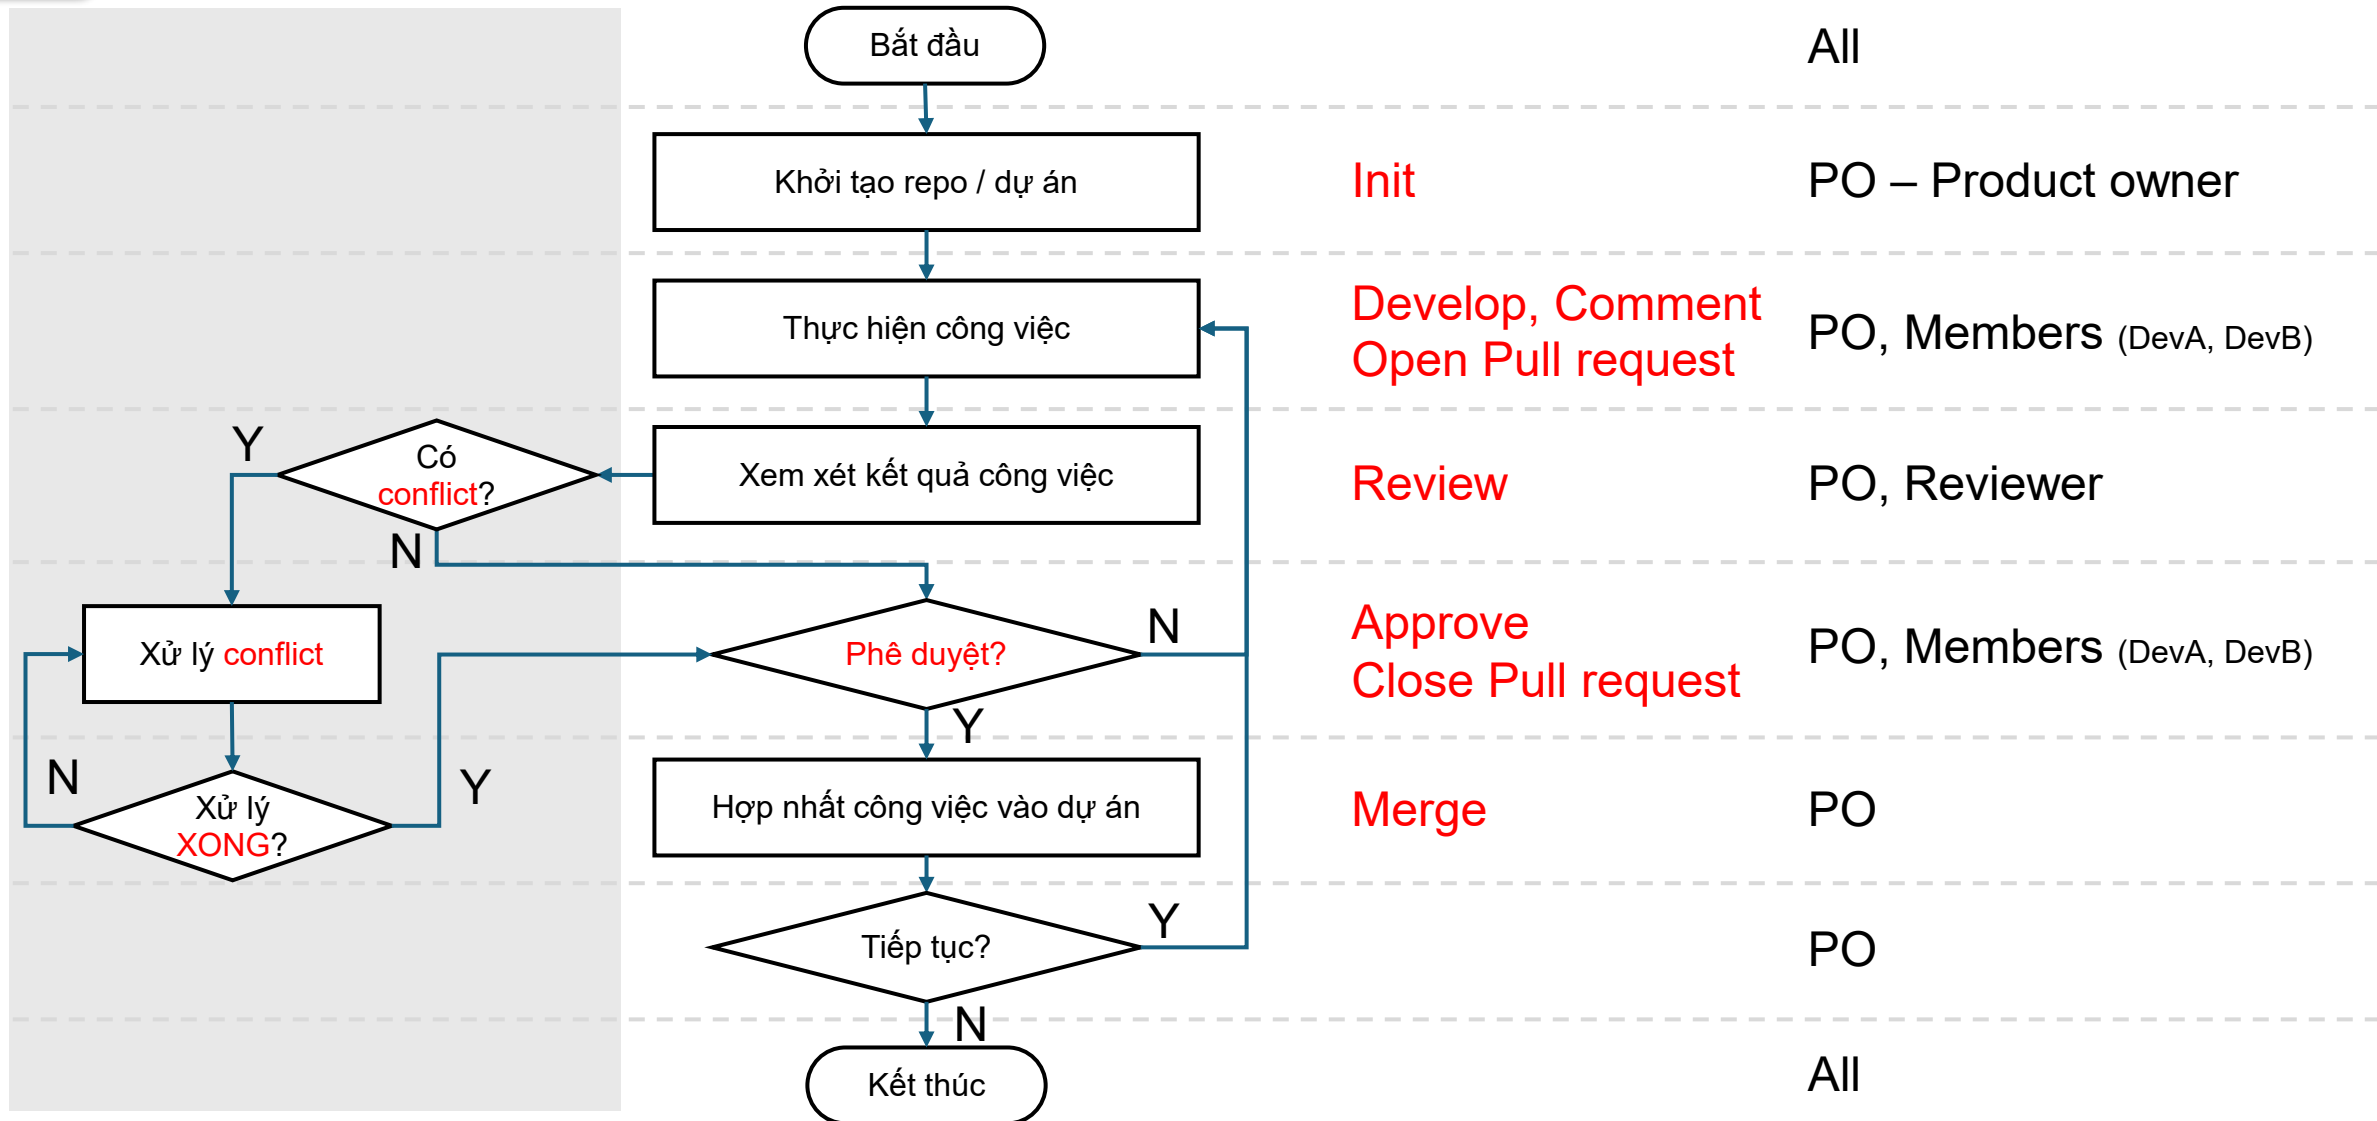 Bắt đầu
All
Khởi tạo repo / dự án
Init
PO – Product owner
Thực hiện công việc
Develop, Comment
Open Pull request
PO, Members (DevA, DevB)
Y
Có
conflict?
N
Xem xét kết quả công việc
Review
PO, Reviewer
Xử lý conflict
Phê duyệt?
N
Approve
Close Pull request
PO, Members (DevA, DevB)
Y
N
Xử lý
XONG?
Y
Hợp nhất công việc vào dự án
Merge
PO
Tiếp tục?
Y
PO
N
Kết thúc
All